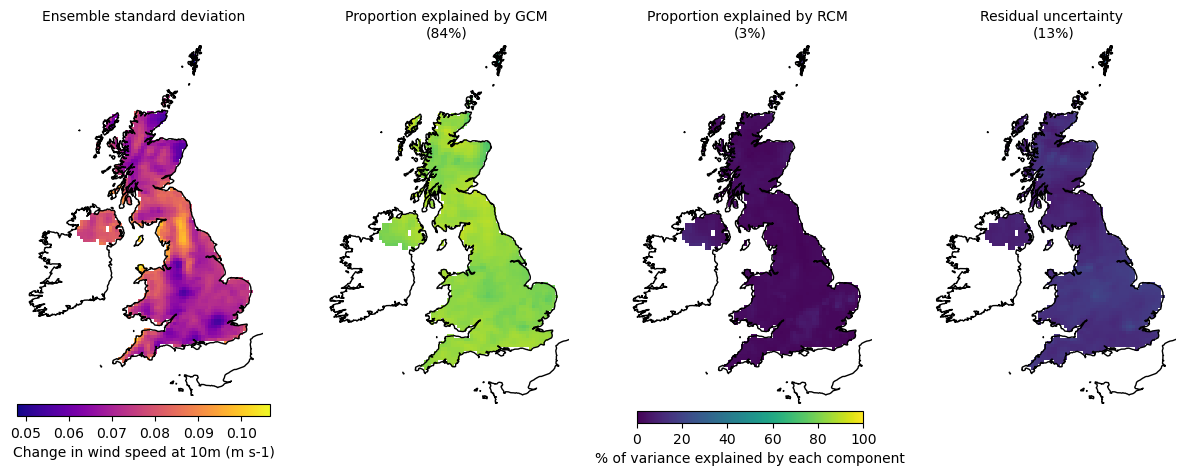 Ensemble standard deviation
Proportion explained by GCM
(84%)
Proportion explained by RCM
(3%)
Residual uncertainty
(13%)
0.05 0.06 0.07 0.08 0.09 0.10
Change in wind speed at 10m (m s-1)
0 20 40 60 80 100
% of variance explained by each component